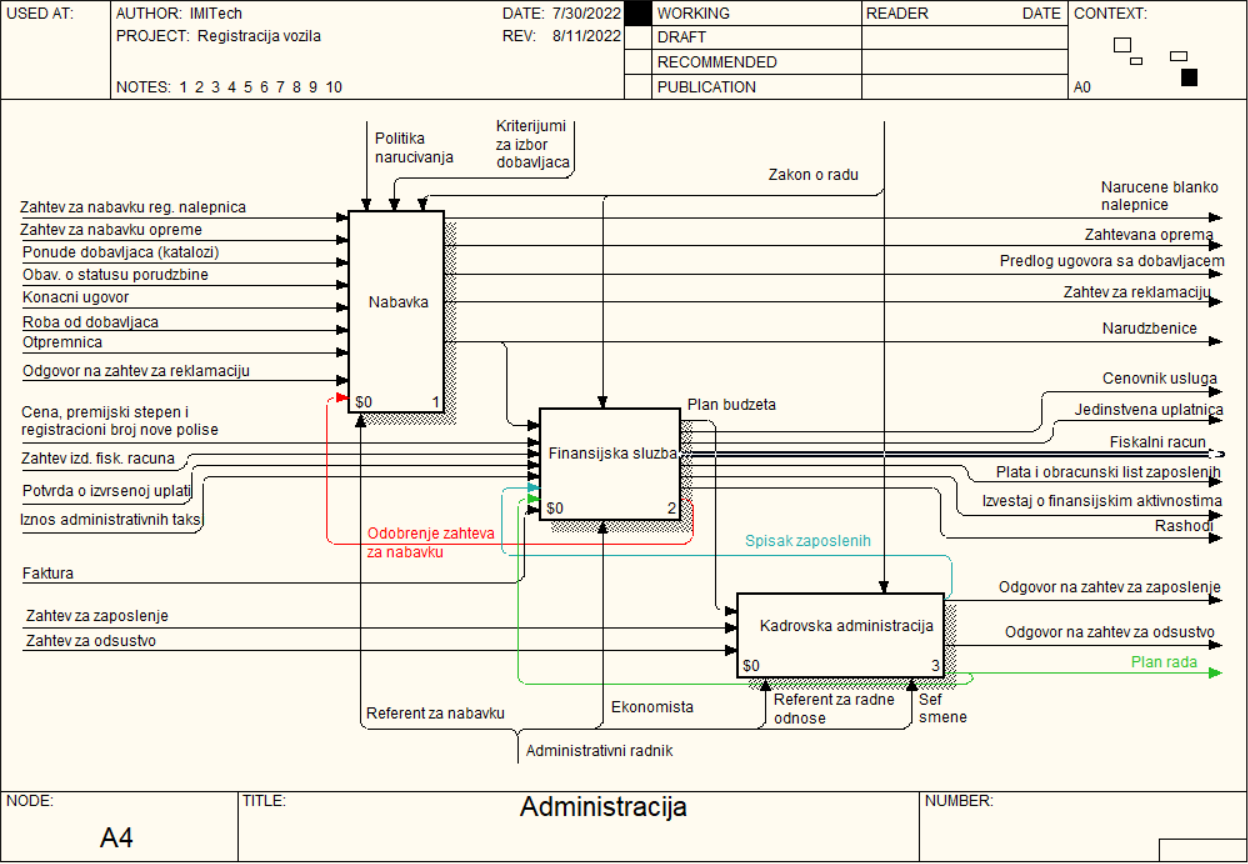 USED AT:
AUTHOR: IMITech
DATE: 7/30/2022
PROJECT: Registracija vozila
REV: 8/11/2022
NOTES: 1 2 3 4 5 6 7 8 9 10
WORKING
DRAFT
RECOMMENDED
PUBLICATION
READER
DATE
CONTEXT:
A0
Politika
narucivanja
Kriterijumi
za izbor
dobavljaca
Zakon o radu
Zahtev za nabavku reg. nalepnica
Zahtev za nabavku opreme
Ponude dobavljaca (katalozi)
Obav. o statusu porudzbine
Konacni ugovor
Roba od dobavljaca
Otpremnica
Odgovor na zahtev za reklamaciju
Nabavka
$0
1
Narucene blanko
nalepnice
Zahtevana oprema
Predlog ugovora sa dobavljacem
Zahtev za reklamaciju
Narudzbenice
Cena, premijski stepen i
registracioni broj nove polise
Zahtev izd. fisk. racuna
Potvrda o izvrsenoj uplati
Iznos administrativnih taksi
Faktura
Plan budzeta
Finansijska sluzba
$0
2
Cenovnik usluga
Jedinstvena uplatnica
Fiskalni racun
Plata i obracunski list zaposlenih
Izvestaj o finansijskim aktivnostima
Rashodi
Odobrenje zahteva
za nabavku
Spisak zaposlenih
Zahtev za zaposlenje
Zahtev za odsustvo
Kadrovska administracija
$0
3
Odgovor na zahtev za zaposlenje
Odgovor na zahtev za odsustvo
Plan rada
Referent za nabavku
Ekonomista
Referent za radne
odnose
Sef
smene
Administrativni radnik
NODE:
A4
TITLE:
Administracija
NUMBER: